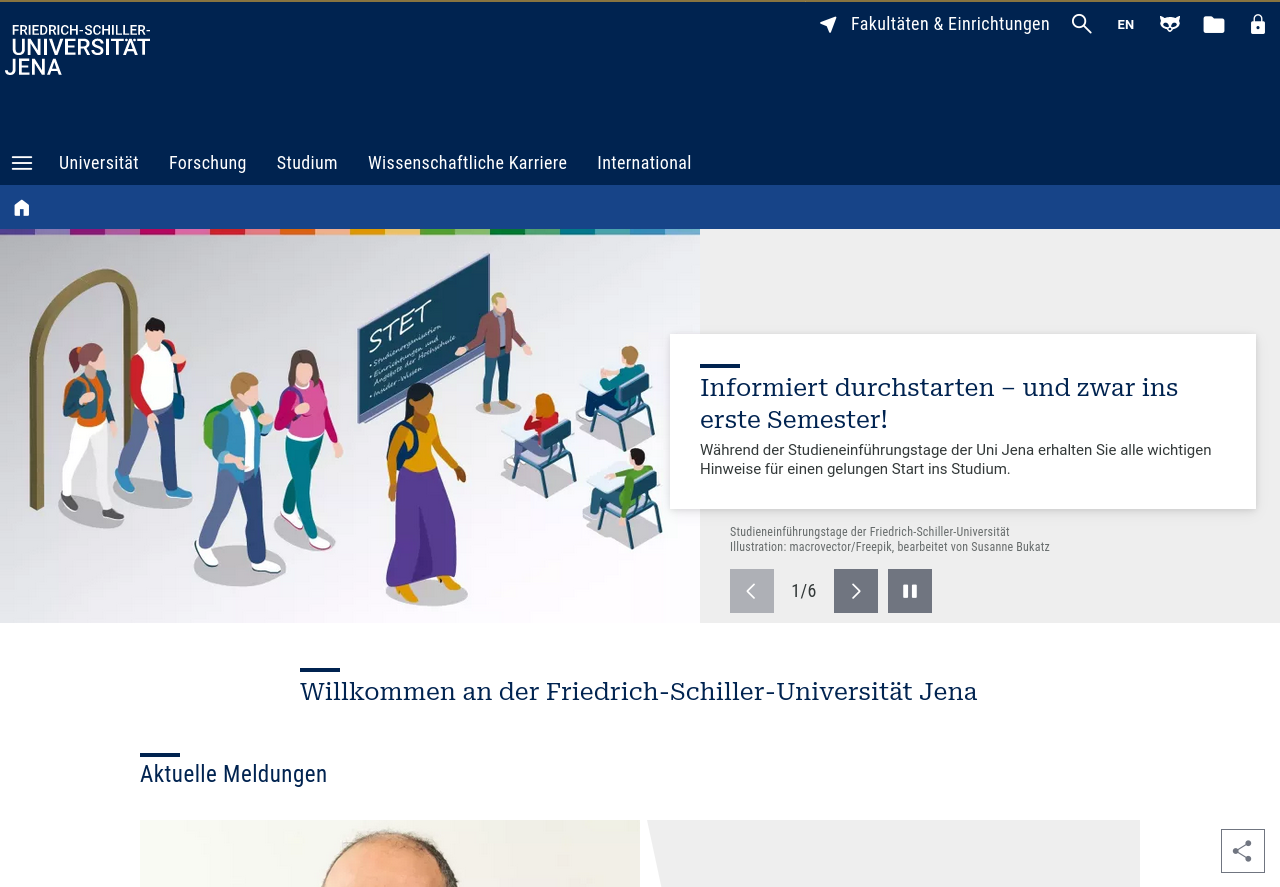 FRIEDRICH-SCHILLER-
UNIVERSITÄT
JENA
Fakultäten & Einrichtungen
EN
Universität
Forschung
Studium
Wissenschaftliche Karriere
International
STET
• Studienorganisation
• Einrichtungen und
Angebote der Hochschule
• Insider-Wissen
Informiert durchstarten – und zwar ins
erste Semester!
Während der Studieneinführungstage der Uni Jena erhalten Sie alle wichtigen
Hinweise für einen gelungen Start ins Studium.
Studieneinführungstage der Friedrich-Schiller-Universität
Illustration: macrovector/Freepik, bearbeitet von Susanne Bukatz
1/6
Willkommen an der Friedrich-Schiller-Universität Jena
Aktuelle Meldungen